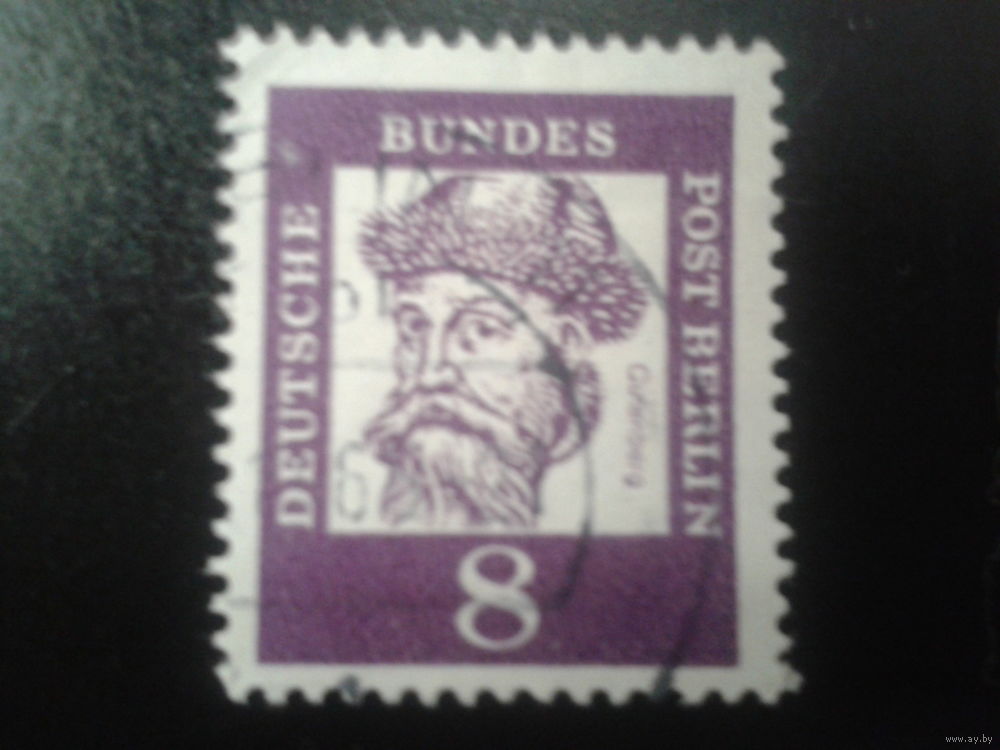 DEUTSCHE
BUNDES
POST BERLIN
Gutenberg
8
www.ay.by